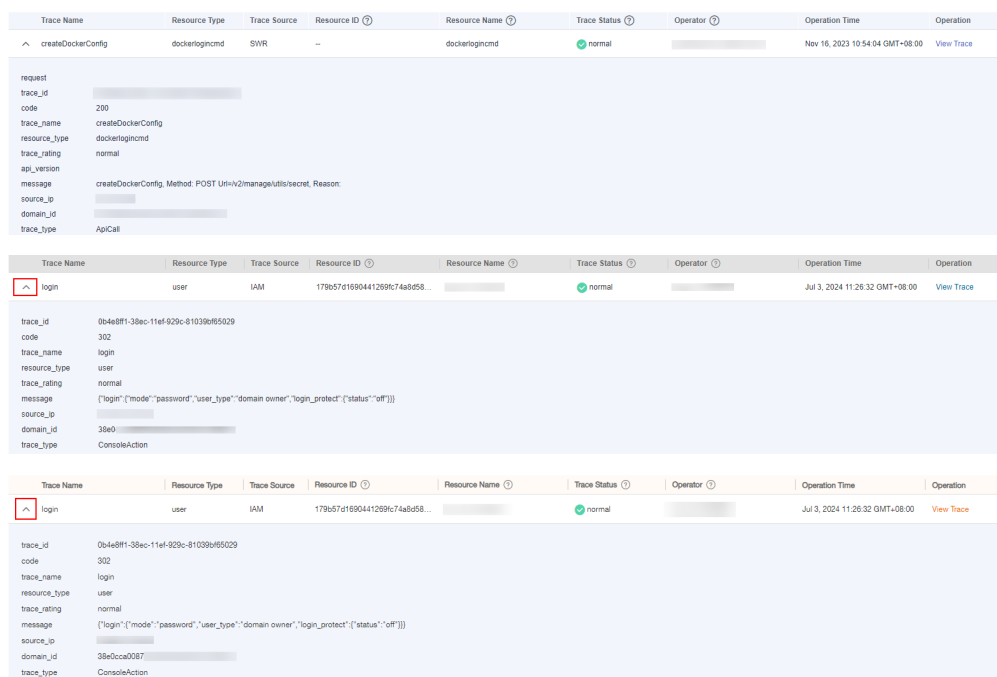 Trace Name Resource Type Trace Source Resource ID ? Resource Name ? Trace Status ? Operator ? Operation Time Operation
createDockerConfig dockerlogincmd SWR -- dockerlogincmd normal Nov 16, 2023 10:54:04 GMT+08:00 View Trace
request
trace_id
code 200
trace_name createDockerConfig
resource_type dockerlogincmd
trace_rating normal
api_version
message createDockerConfig, Method: POST Url=/v2/manage/utils/secret, Reason:
source_ip
domain_id
trace_type ApiCall
Trace Name Resource Type Trace Source Resource ID ? Resource Name ? Trace Status ? Operator ? Operation Time Operation
login user IAM 179b57d1690441269fc74a8d58... normal Jul 3, 2024 11:26:32 GMT+08:00 View Trace
trace_id 0b4e8ff1-38ec-11ef-929c-81039bf65029
code 302
trace_name login
resource_type user
trace_rating normal
message {"login":{"mode":"password","user_type":"domain owner","login_protect":{"status":"off"}}}
source_ip
domain_id 38e0
trace_type ConsoleAction
Trace Name Resource Type Trace Source Resource ID ? Resource Name ? Trace Status ? Operator ? Operation Time Operation
login user IAM 179b57d1690441269fc74a8d58... normal Jul 3, 2024 11:26:32 GMT+08:00 View Trace
trace_id 0b4e8ff1-38ec-11ef-929c-81039bf65029
code 302
trace_name login
resource_type user
trace_rating normal
message {"login":{"mode":"password","user_type":"domain owner","login_protect":{"status":"off"}}}
source_ip
domain_id 38e0cca0087
trace_type ConsoleAction